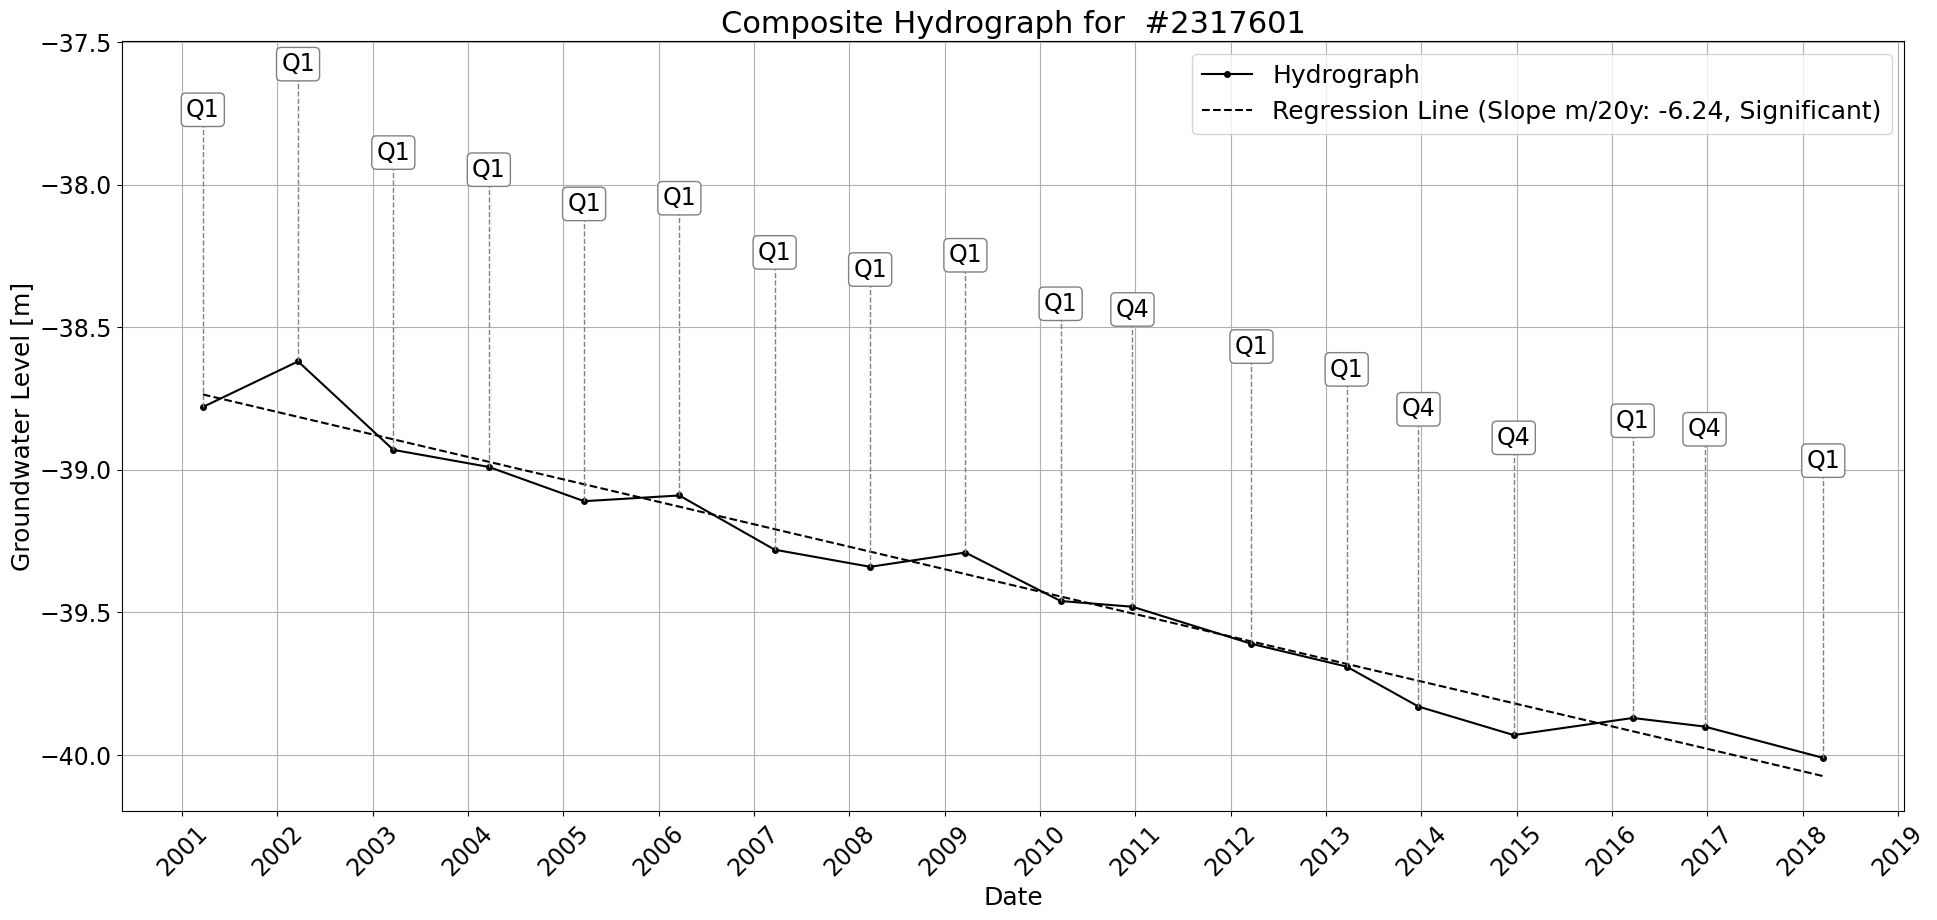 Composite Hydrograph for  #2317601
Hydrograph
Regression Line (Slope m/20y: -6.24, Significant)
Groundwater Level [m]
−37.5
−38.0
−38.5
−39.0
−39.5
−40.0
Q1
Q1
Q1
Q1
Q1
Q1
Q1
Q1
Q1
Q1
Q4
Q1
Q1
Q4
Q4
Q1
Q4
Q1
2001
2002
2003
2004
2005
2006
2007
2008
2009
2010
2011
2012
2013
2014
2015
2016
2017
2018
2019
Date